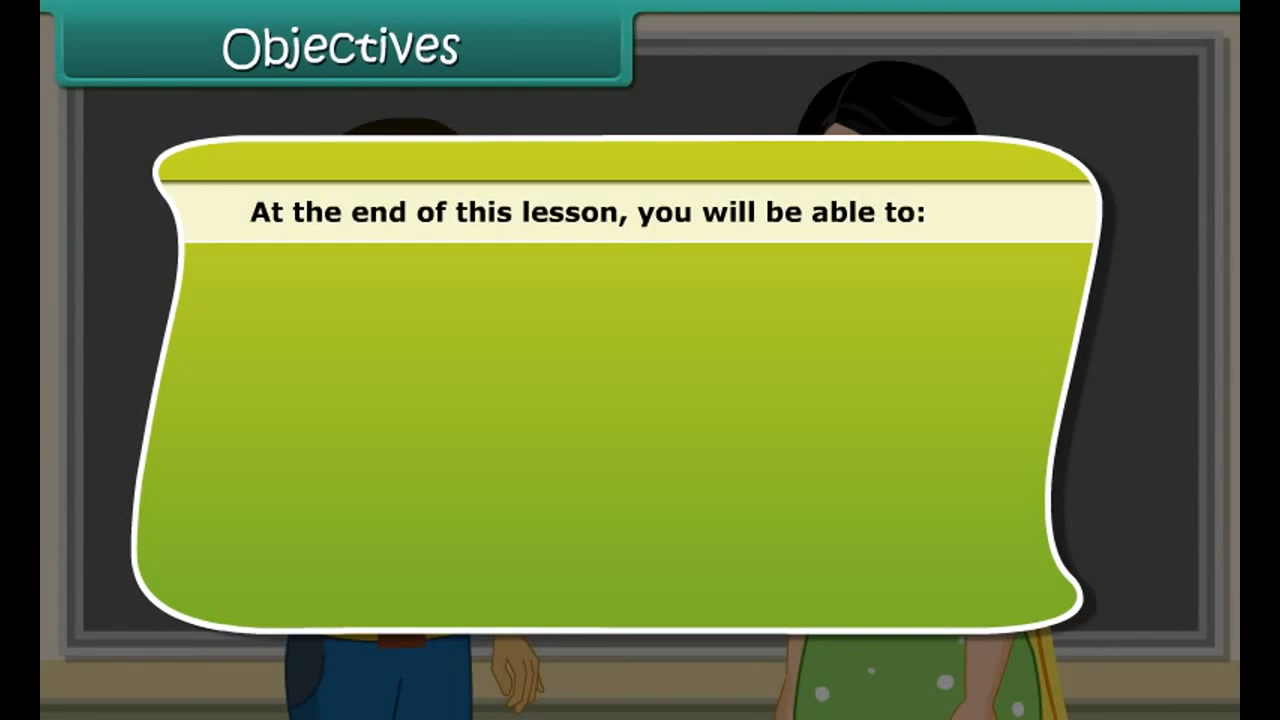 Objectives
At the end of this lesson, you will be able to: